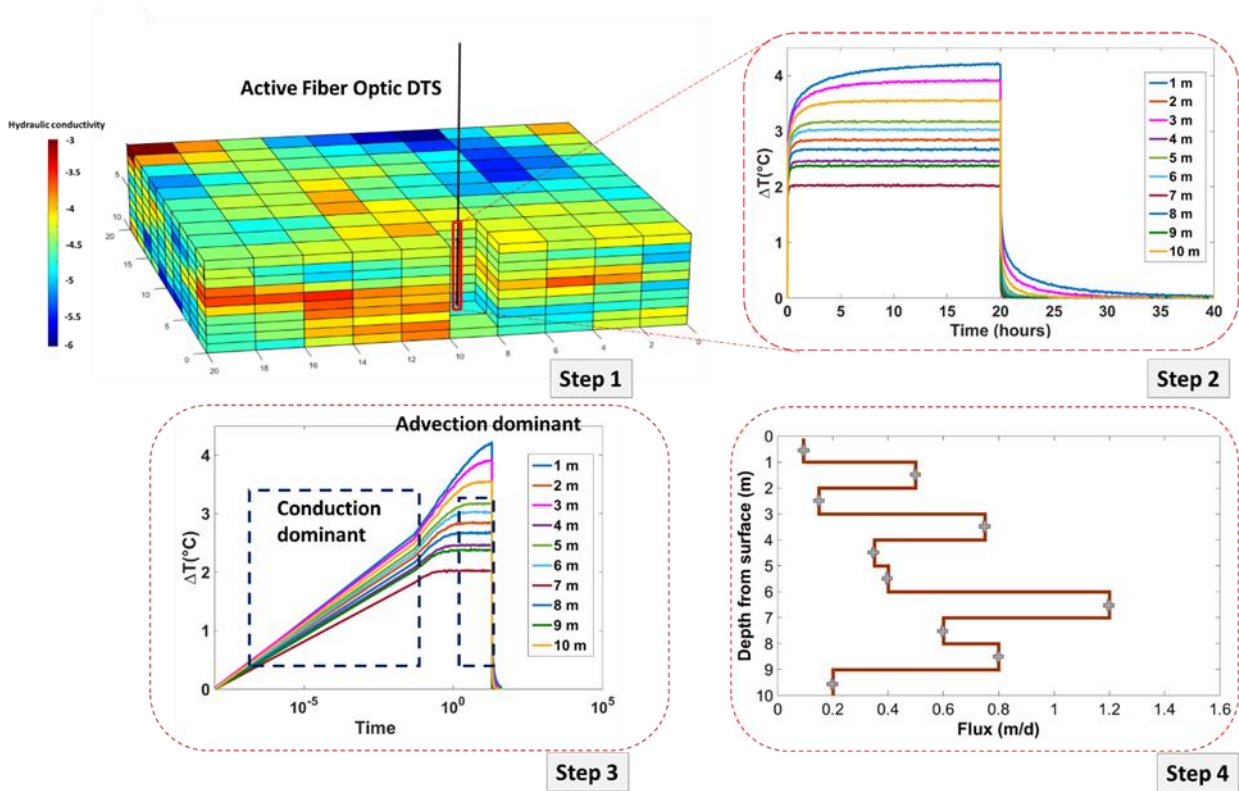 Active Fiber Optic DTS
Hydraulic conductivity
-3
-3.5
-4
-4.5
-5
-5.5
-6
5
10
20
15
10
5
0
20
18
16
14
12
10
8
6
4
2
0
Step 1
ΔT(°C)
4
3
2
1
0
0
5
10
15
20
25
30
35
40
Time (hours)
1 m
2 m
3 m
4 m
5 m
6 m
7 m
8 m
9 m
10 m
Step 2
Advection dominant
Conduction
dominant
ΔT(°C)
4
3
2
1
0
10⁻⁵
10⁰
10⁵
Time
1 m
2 m
3 m
4 m
5 m
6 m
7 m
8 m
9 m
10 m
Step 3
Depth from surface (m)
0
1
2
3
4
5
6
7
8
9
10
0
0.2
0.4
0.6
0.8
1
1.2
1.4
1.6
Flux (m/d)
Step 4